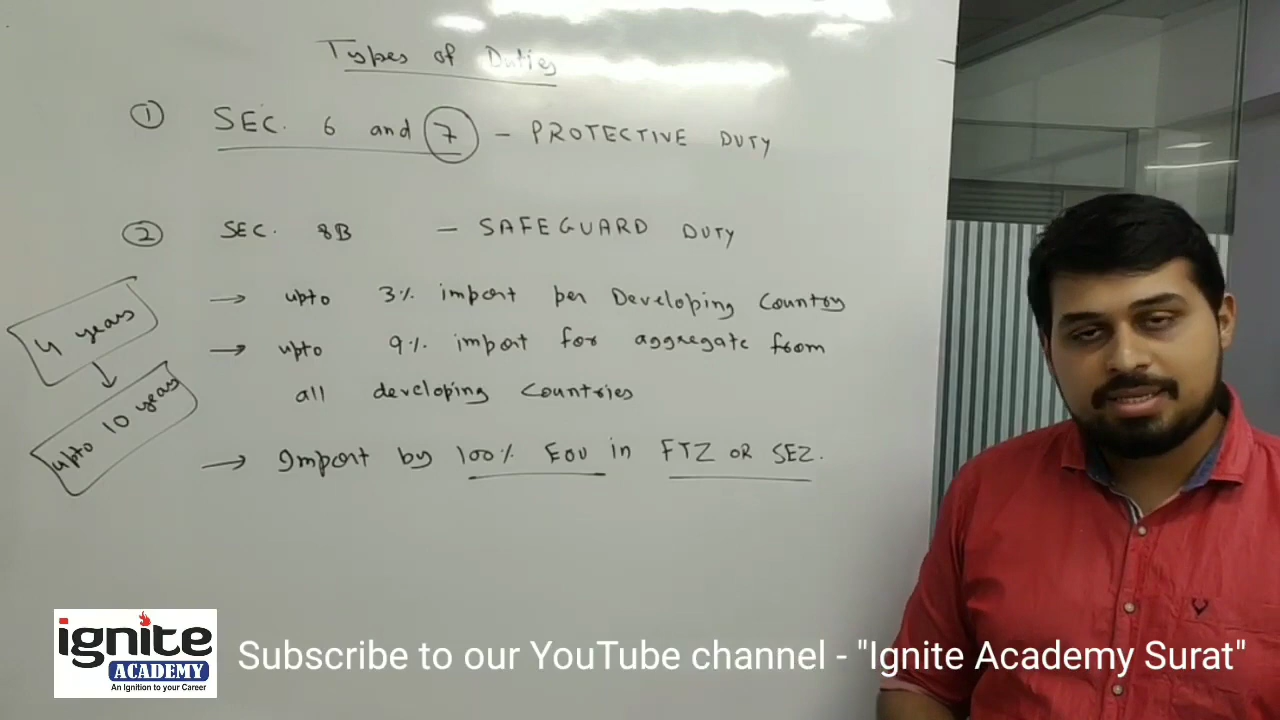 Types of Duties
① SEC. 6 and 7 - PROTECTIVE DUTY
② SEC. 8B - SAFEGUARD DUTY
→ upto 3% import per Developing Country
→ upto 9% import for aggregate from
all developing Countries
→ Import by 100% EOU in FTZ OR SEZ.
4 years
↓
upto 10 years
ignite
ACADEMY
An Ignition to your Career
Subscribe to our YouTube channel - "Ignite Academy Surat"